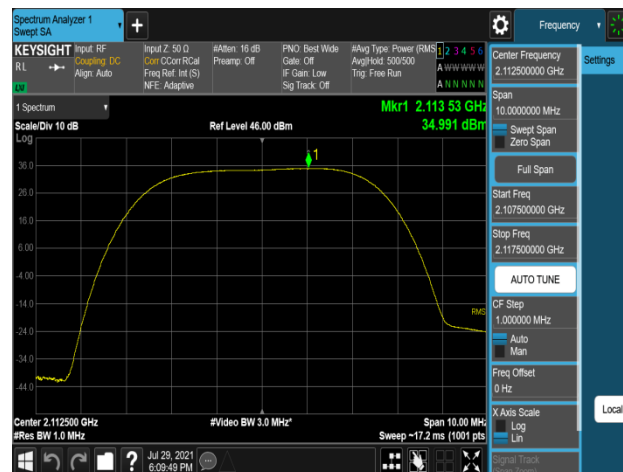 Spectrum Analyzer 1
Swept SA
Frequency
KEYSIGHT
RL
LW
Input: RF
Coupling: DC
Align: Auto
Input Z: 50 Ω
Corr CCorr RCal
Freq Ref: Int (S)
NFE: Adaptive
#Atten: 16 dB
Preamp: Off
PNO: Best Wide
Gate: Off
IF Gain: Low
Sig Track: Off
#Avg Type: Power (RMS
Avg|Hold: 500/500
Trig: Free Run
1 2 3 4 5 6
A W W W W W
A N N N N N
1 Spectrum
Scale/Div 10 dB
Log
Ref Level 46.00 dBm
Mkr1 2.113 53 GHz
34.991 dBm
1
36.0
26.0
16.0
6.00
-4.00
-14.0
-24.0
-34.0
-44.0
RMS
Center 2.112500 GHz
#Res BW 1.0 MHz
#Video BW 3.0 MHz*
Span 10.00 MHz
Sweep ~17.2 ms (1001 pts
Jul 29, 2021
6:09:49 PM
Center Frequency
2.112500000 GHz
Span
10.0000000 MHz
Swept Span
Zero Span
Full Span
Start Freq
2.107500000 GHz
Stop Freq
2.117500000 GHz
AUTO TUNE
CF Step
1.000000 MHz
Auto
Man
Freq Offset
0 Hz
X Axis Scale
Log
Lin
Signal Track
Settings
Local